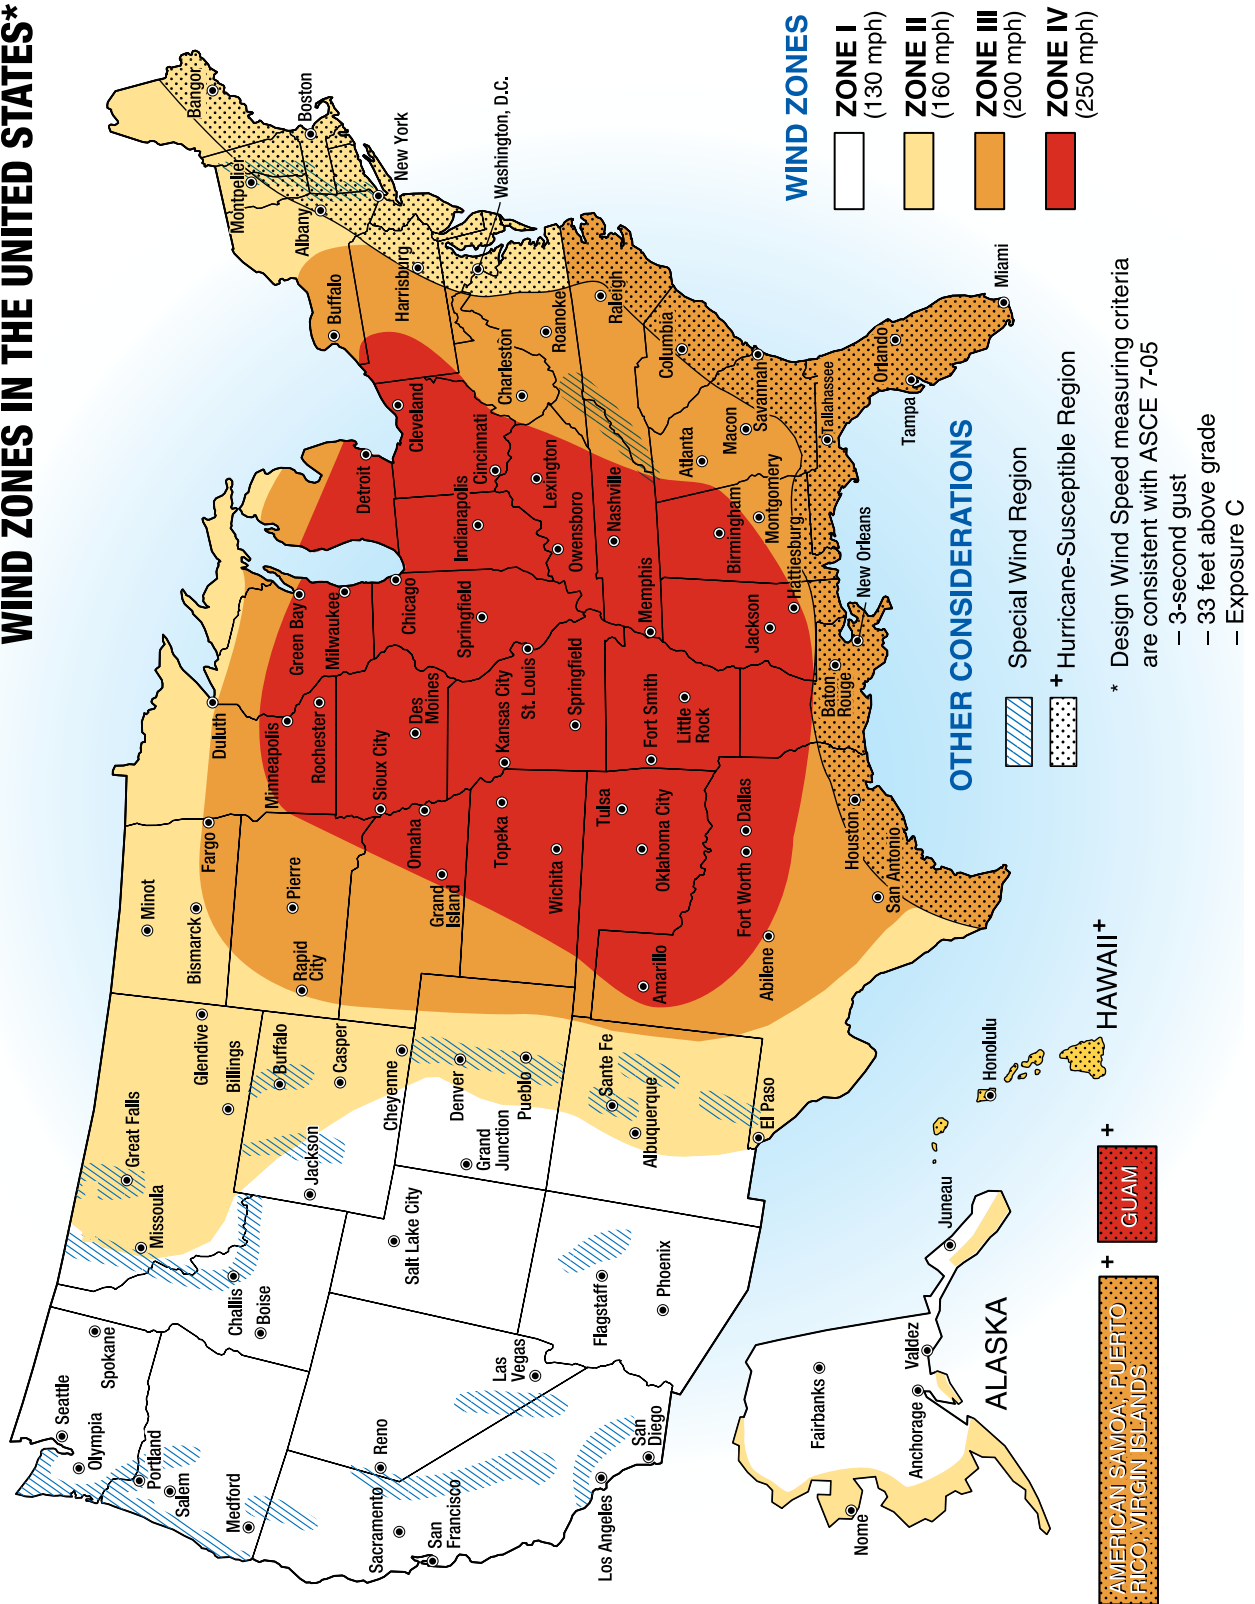 WIND ZONES IN THE UNITED STATES*
Seattle
Olympia
Spokane
Portland
Salem
Medford
Missoula
Great Falls
Glendive
Billings
Challis
Boise
Jackson
Buffalo
Casper
Cheyenne
Reno
Sacramento
San
Francisco
Las
Vegas
Los Angeles
San
Diego
Salt Lake City
Grand
Junction
Denver
Pueblo
Flagstaff
Phoenix
Sante Fe
Albuquerque
El Paso
Minot
Bismarck
Fargo
Rapid
City
Pierre
Grand
Island
Omaha
Topeka
Wichita
Tulsa
Oklahoma City
Amarillo
Fort Worth
Dallas
Abilene
San Antonio
Houston
Duluth
Minneapolis
Rochester
Sioux City
Des
Moines
Kansas City
St. Louis
Springfield
Fort Smith
Little
Rock
Baton
Rouge
New Orleans
Green Bay
Milwaukee
Chicago
Springfield
Indianapolis
Detroit
Cleveland
Cincinnati
Lexington
Owensboro
Nashville
Memphis
Jackson
Hattiesburg
Birmingham
Montgomery
Atlanta
Macon
Savannah
Columbia
Tallanassee
Orlando
Tampa
Miami
Charleston
Roanoke
Raleigh
Buffalo
Harrisburg
Albany
Montpelier
Bangor
Boston
New York
Washington, D.C.
Fairbanks
Anchorage
Nome
Valdez
Juneau
ALASKA
Honolulu
HAWAII+
AMERICAN SAMOA, PUERTO
RICO, VIRGIN ISLANDS
+
GUAM
+
OTHER CONSIDERATIONS
Special Wind Region
+ Hurricane-Susceptible Region
* Design Wind Speed measuring criteria
are consistent with ASCE 7-05
– 3-second gust
– 33 feet above grade
– Exposure C
WIND ZONES
ZONE I
(130 mph)
ZONE II
(160 mph)
ZONE III
(200 mph)
ZONE IV
(250 mph)